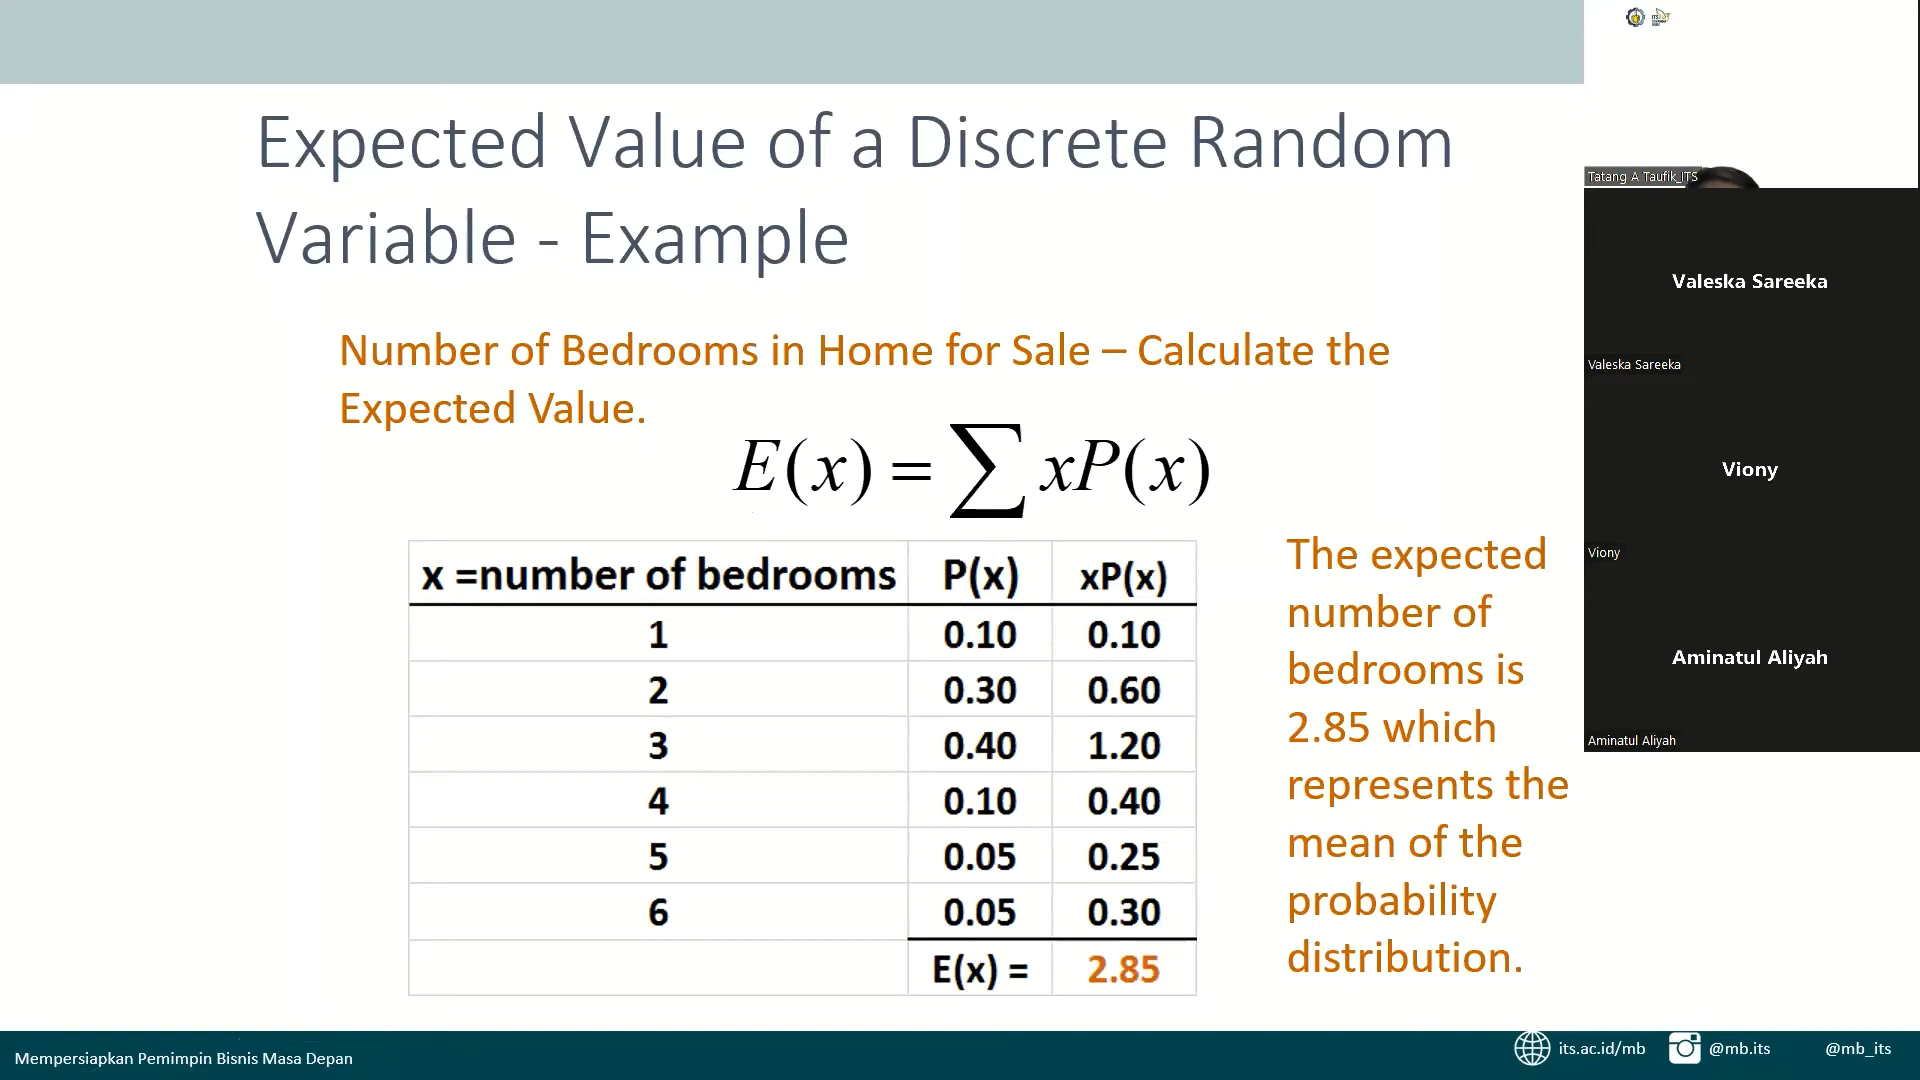 Expected Value of a Discrete Random
Variable - Example
Number of Bedrooms in Home for Sale – Calculate the
Expected Value.
E(x) = ∑ xP(x)
x =number of bedrooms P(x) xP(x)
1 0.10 0.10
2 0.30 0.60
3 0.40 1.20
4 0.10 0.40
5 0.05 0.25
6 0.05 0.30
E(x) = 2.85
The expected
number of
bedrooms is
2.85 which
represents the
mean of the
probability
distribution.
Tatang A Taufik_ITS
Valeska Sareeka
Valeska Sareeka
Viony
Viony
Aminatul Aliyah
Aminatul Aliyah
Mempersiapkan Pemimpin Bisnis Masa Depan
its.ac.id/mb @mb.its @mb_its